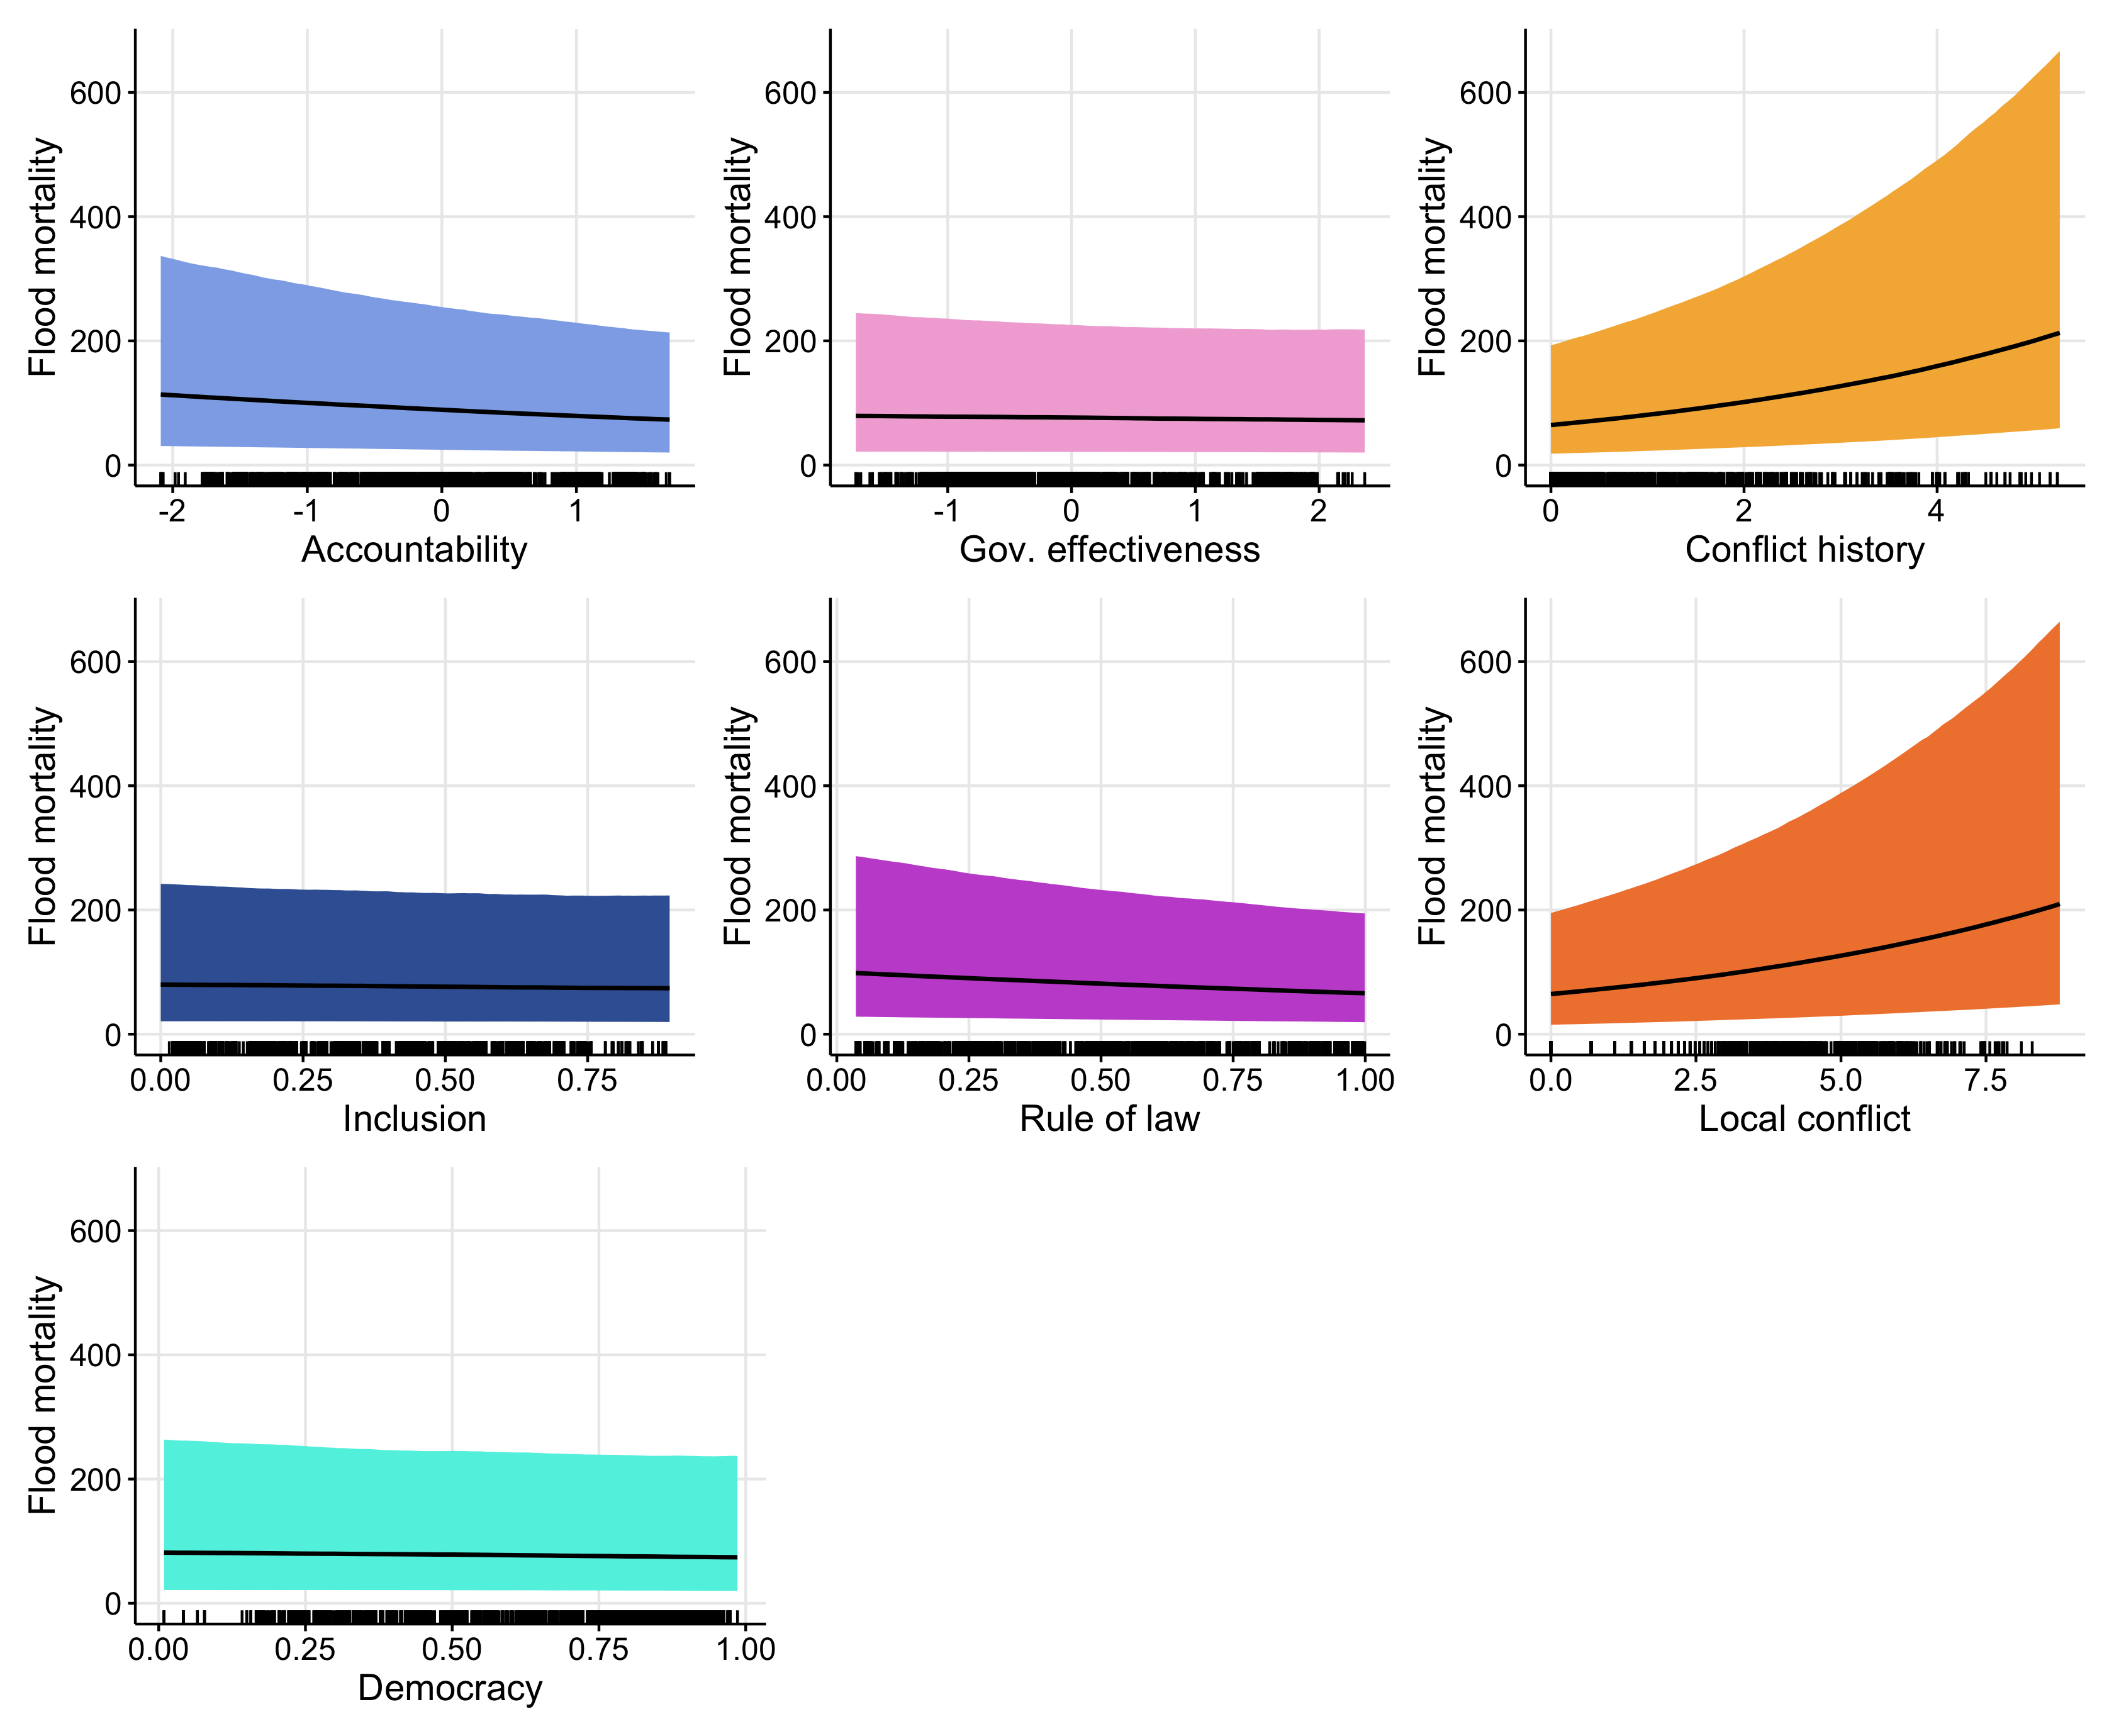 Flood mortality
600
400
200
0
-2 -1 0 1
Accountability
Flood mortality
600
400
200
0
-1 0 1 2
Gov. effectiveness
Flood mortality
600
400
200
0
0 2 4
Conflict history
Flood mortality
600
400
200
0
0.00 0.25 0.50 0.75
Inclusion
Flood mortality
600
400
200
0
0.00 0.25 0.50 0.75 1.00
Rule of law
Flood mortality
600
400
200
0
0.0 2.5 5.0 7.5
Local conflict
Flood mortality
600
400
200
0
0.00 0.25 0.50 0.75 1.00
Democracy